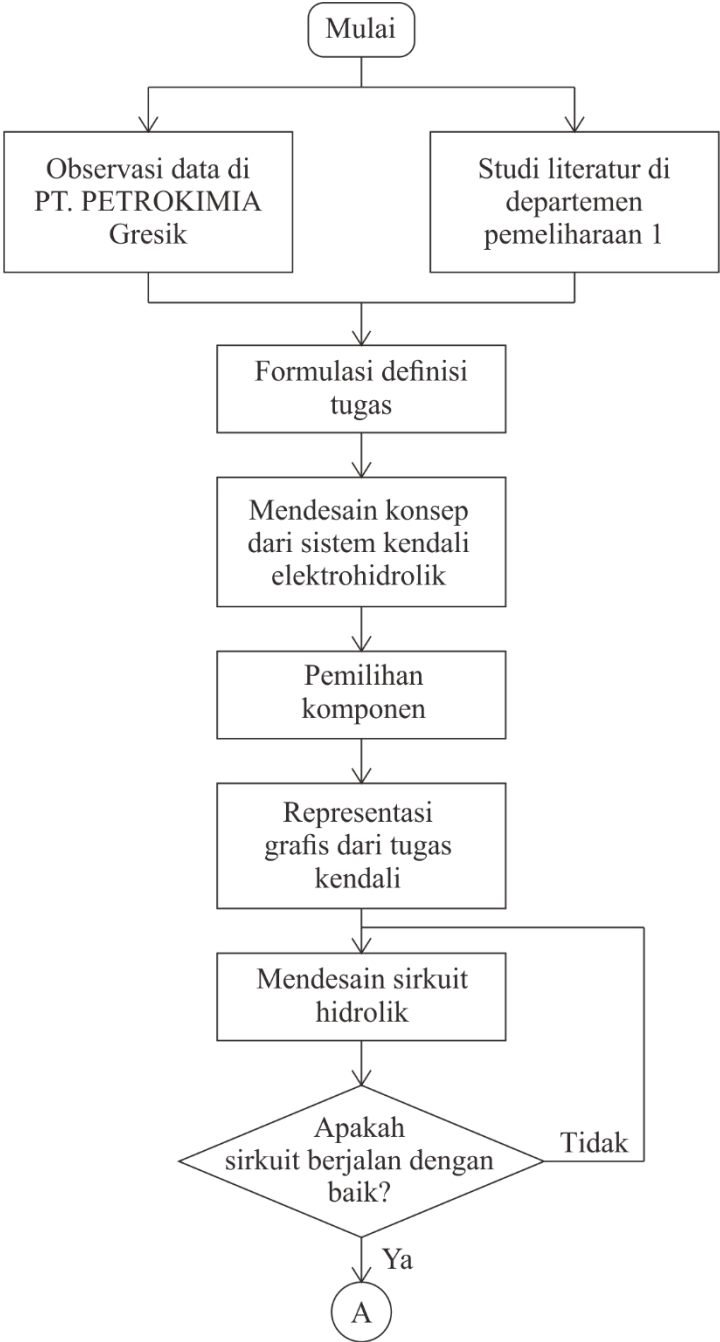 Mulai
Observasi data di
PT. PETROKIMIA
Gresik
Studi literatur di
departemen
pemeliharaan 1
Formulasi definisi
tugas
Mendesain konsep
dari sistem kendali
elektrohidrolik
Pemilihan
komponen
Representasi
grafis dari tugas
kendali
Mendesain sirkuit
hidrolik
Apakah
sirkuit berjalan dengan
baik?
Tidak
Ya
A